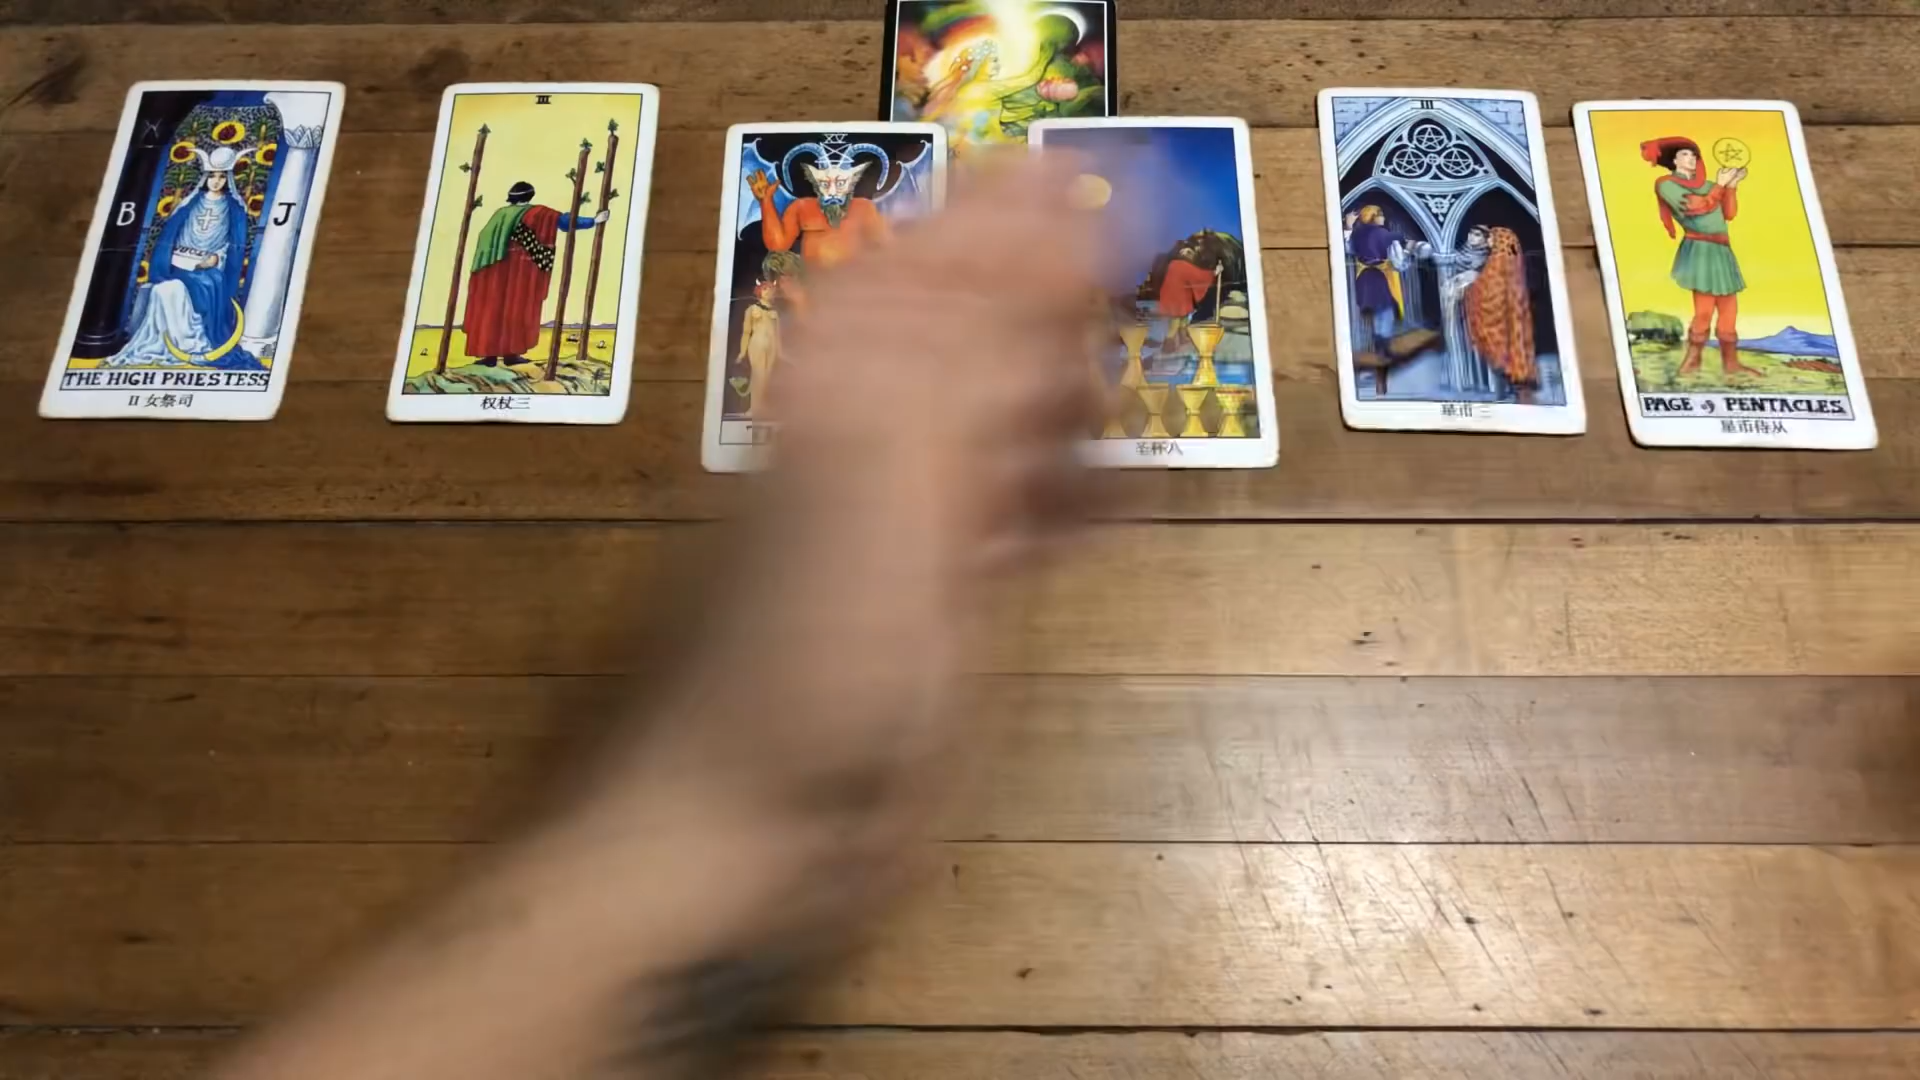 B J
THE HIGH PRIESTESS
II 女祭司
III
权杖三
XV
圣杯八
III
星币三
PAGE of PENTACLES
星币侍从